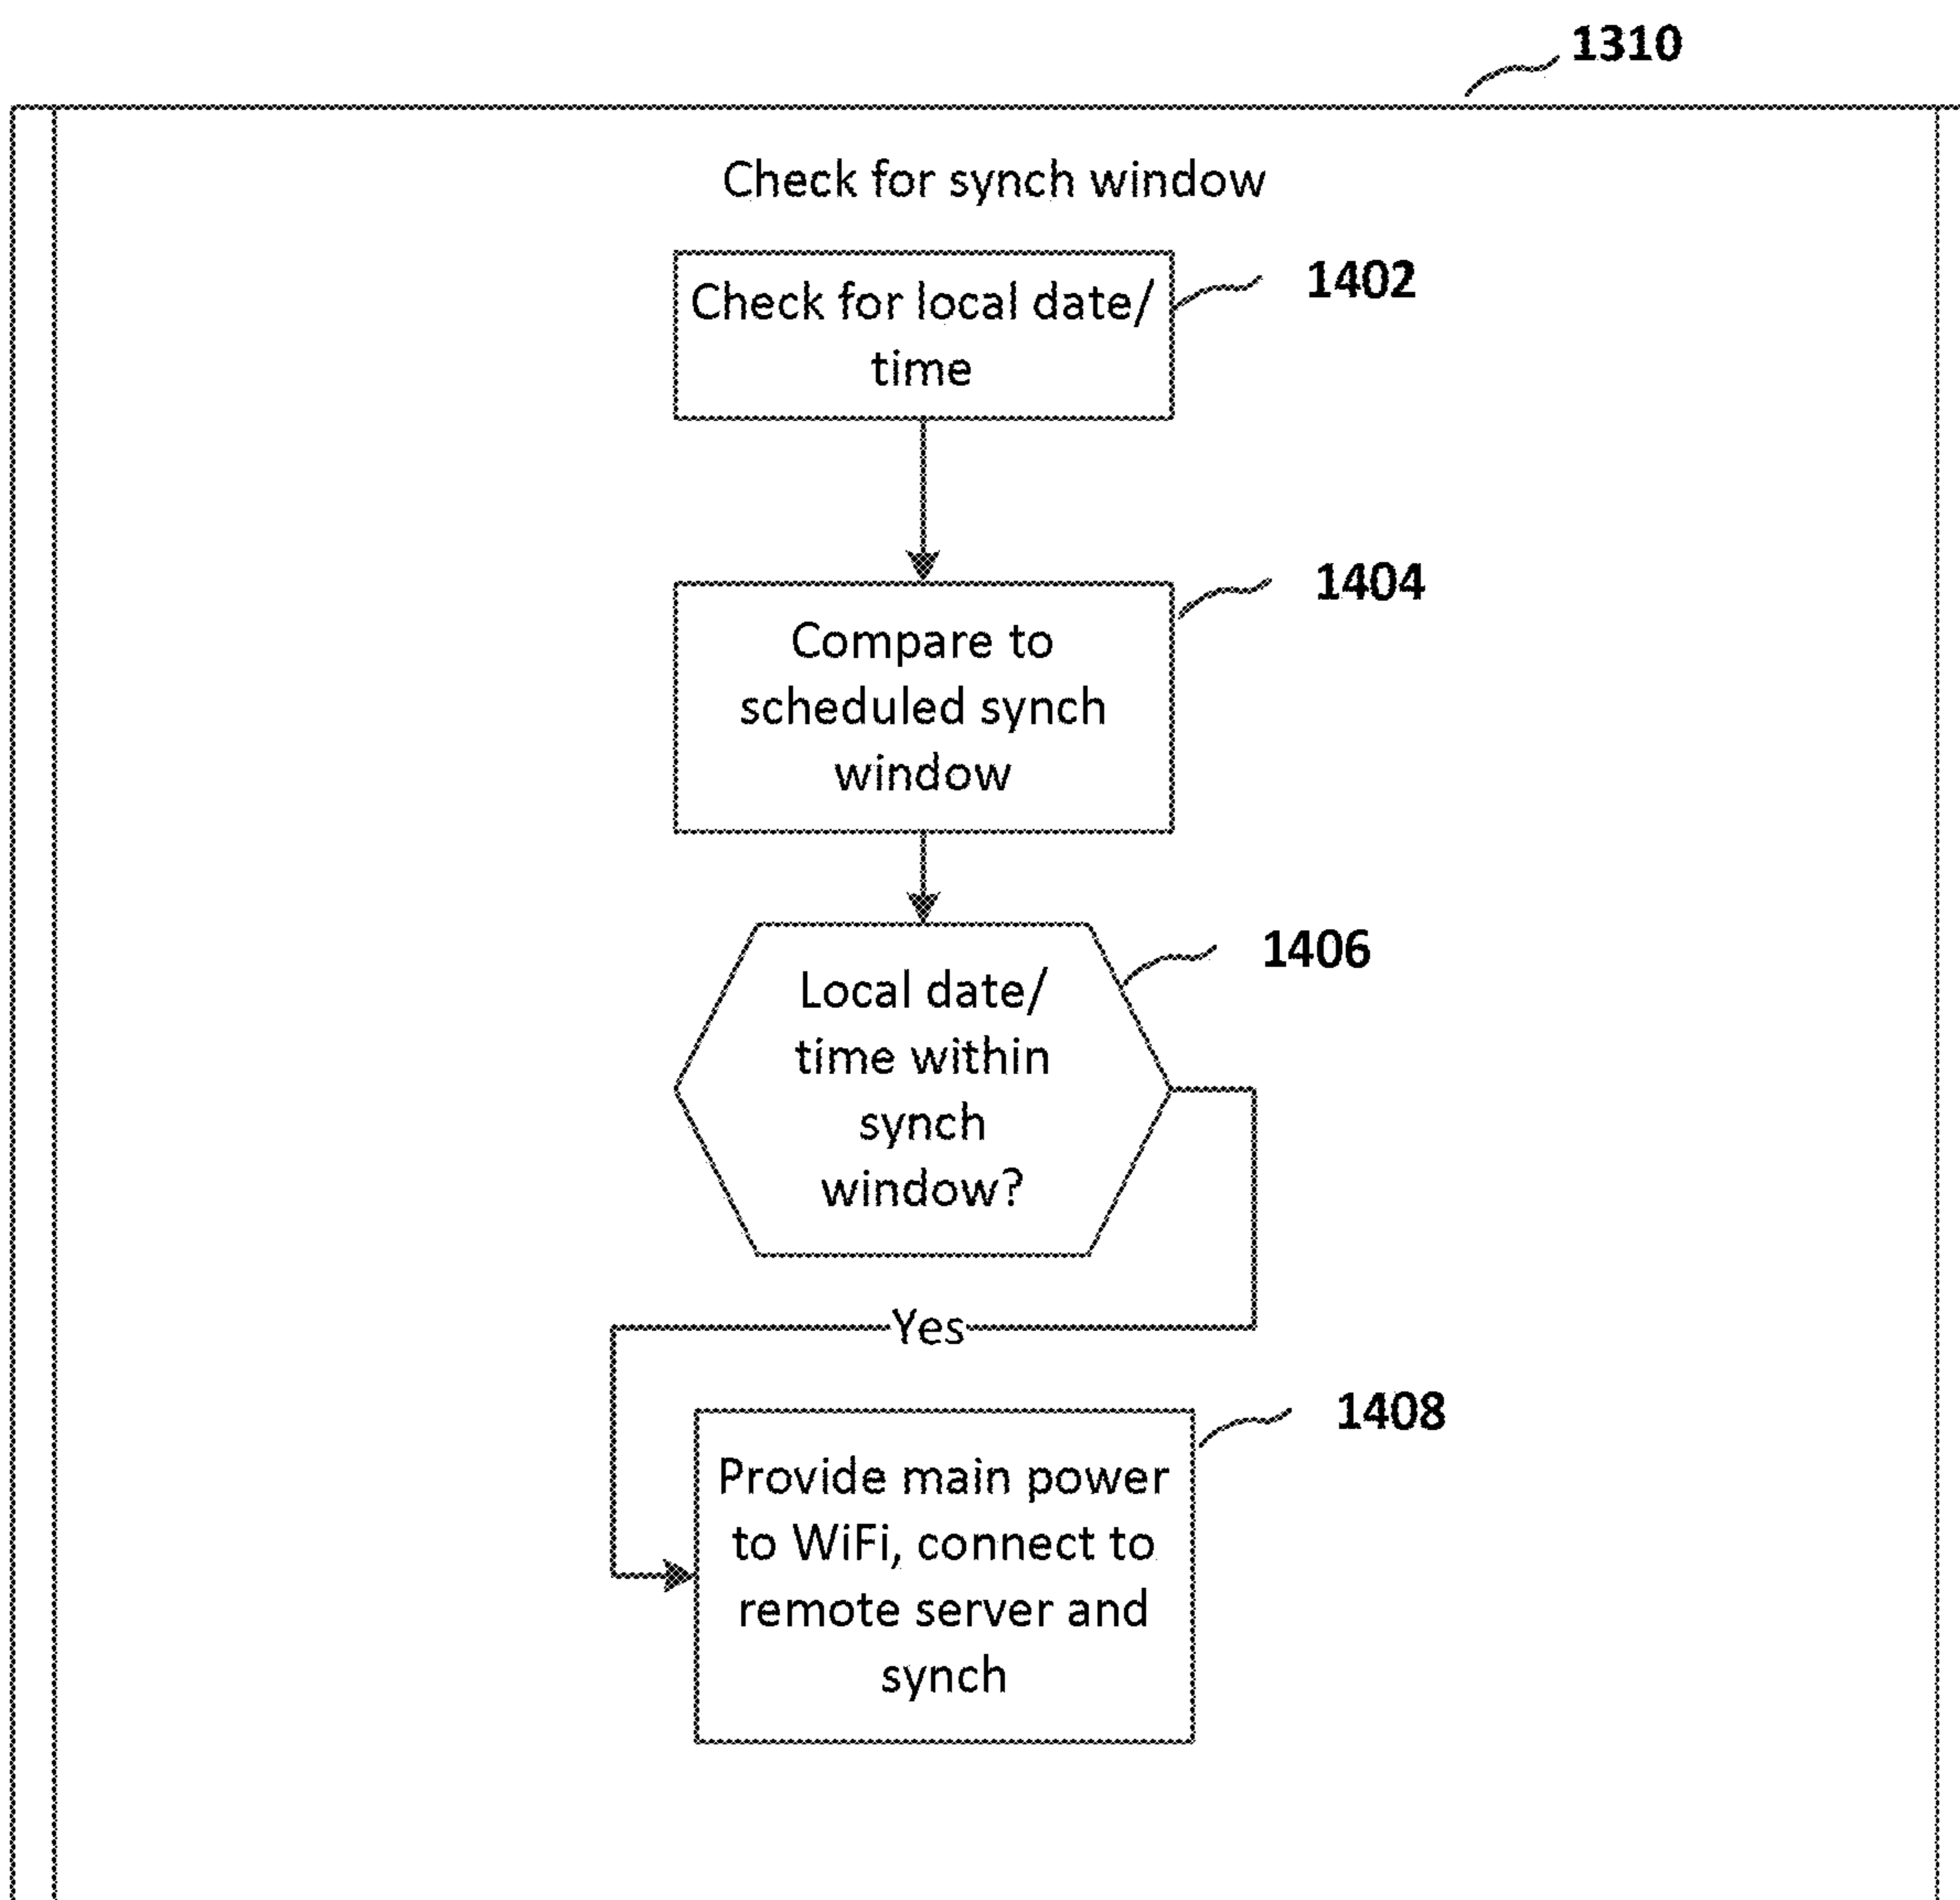 1310
Check for synch window
Check for local date/
time
1402
Compare to
scheduled synch
window
1404
Local date/
time within
synch
window?
1406
Yes
Provide main power
to WiFi, connect to
remote server and
synch
1408